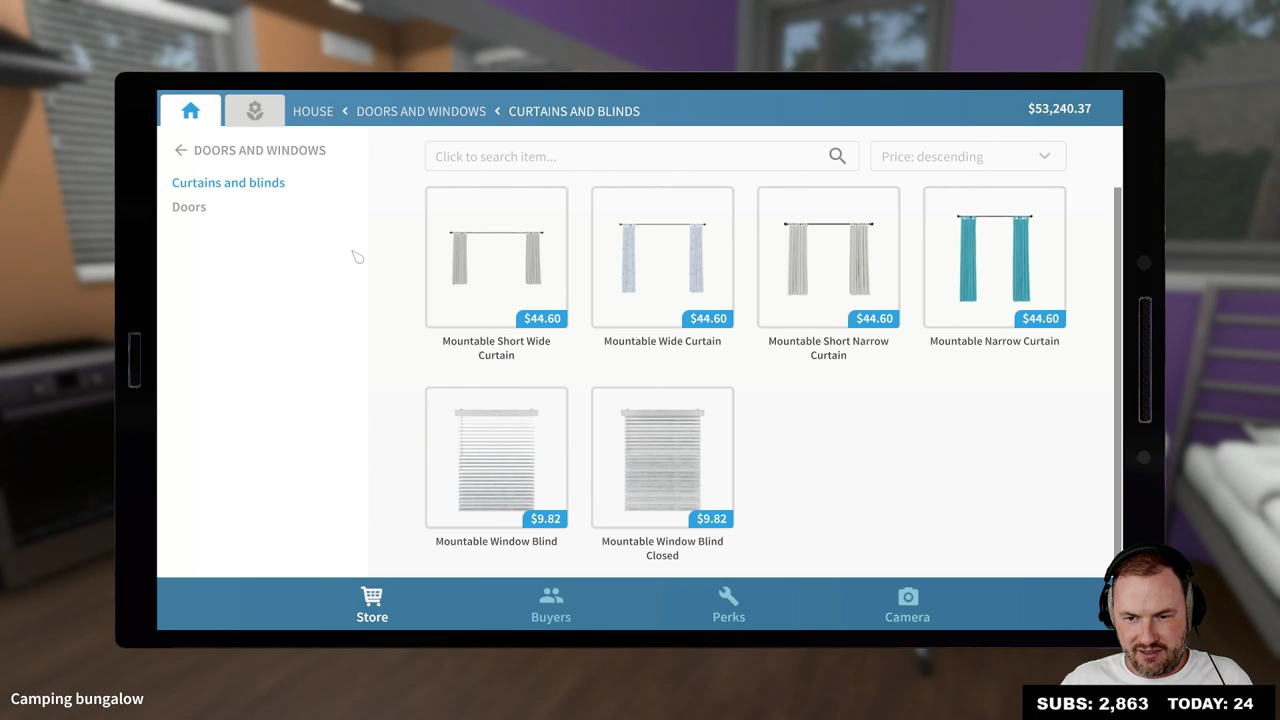 HOUSE
DOORS AND WINDOWS
CURTAINS AND BLINDS
$53,240.37
DOORS AND WINDOWS
Curtains and blinds
Doors
Click to search item...
Price: descending
$44.60
$44.60
$44.60
$44.60
Mountable Short Wide
Curtain
Mountable Wide Curtain
Mountable Short Narrow
Curtain
Mountable Narrow Curtain
$9.82
$9.82
Mountable Window Blind
Mountable Window Blind
Closed
Store
Buyers
Perks
Camera
Camping bungalow
SUBS: 2,863 TODAY: 24